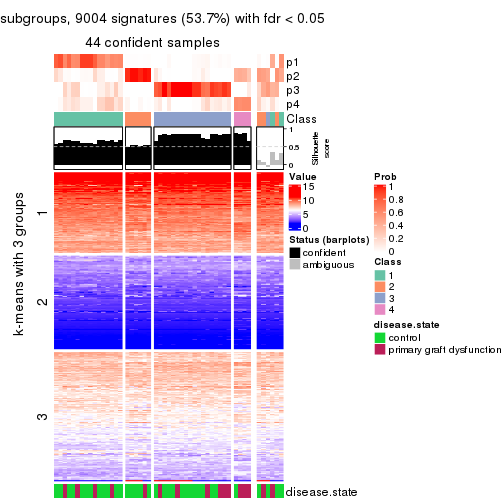 subgroups, 9004 signatures (53.7%) with fdr < 0.05
44 confident samples
p1
p2
p3
p4
Class
1
0.5
0
Silhouette
score
k-means with 3 groups
1
2
3
Value
15
10
5
0
Status (barplots)
confident
ambiguous
Prob
1
0.8
0.6
0.4
0.2
0
Class
1
2
3
4
disease.state
control
primary graft dysfunction
disease.state